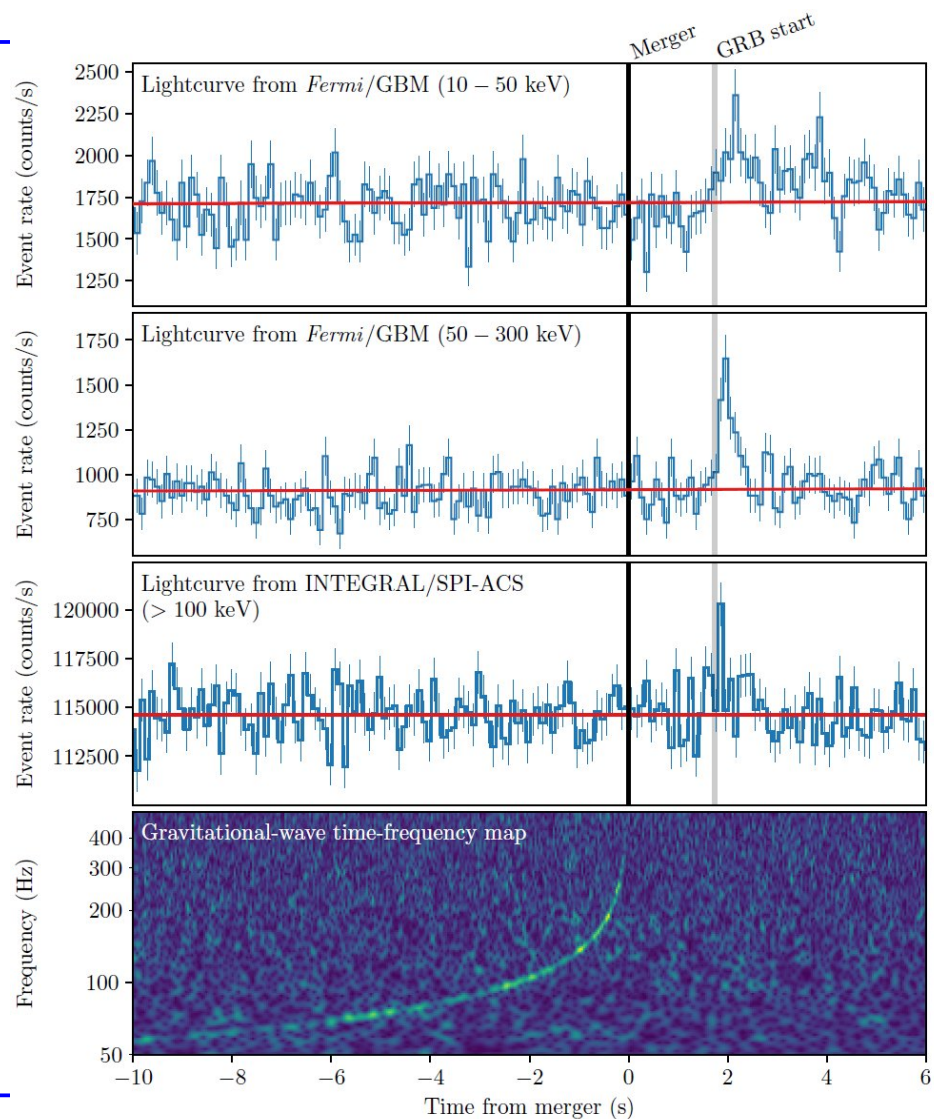 Merger
GRB start
Lightcurve from Fermi/GBM (10 – 50 keV)
Event rate (counts/s)
2500
2250
2000
1750
1500
1250
Lightcurve from Fermi/GBM (50 – 300 keV)
Event rate (counts/s)
1750
1500
1250
1000
750
Lightcurve from INTEGRAL/SPI-ACS
(> 100 keV)
Event rate (counts/s)
120000
117500
115000
112500
Gravitational-wave time-frequency map
Frequency (Hz)
400
300
200
100
50
−10 −8 −6 −4 −2 0 2 4 6
Time from merger (s)